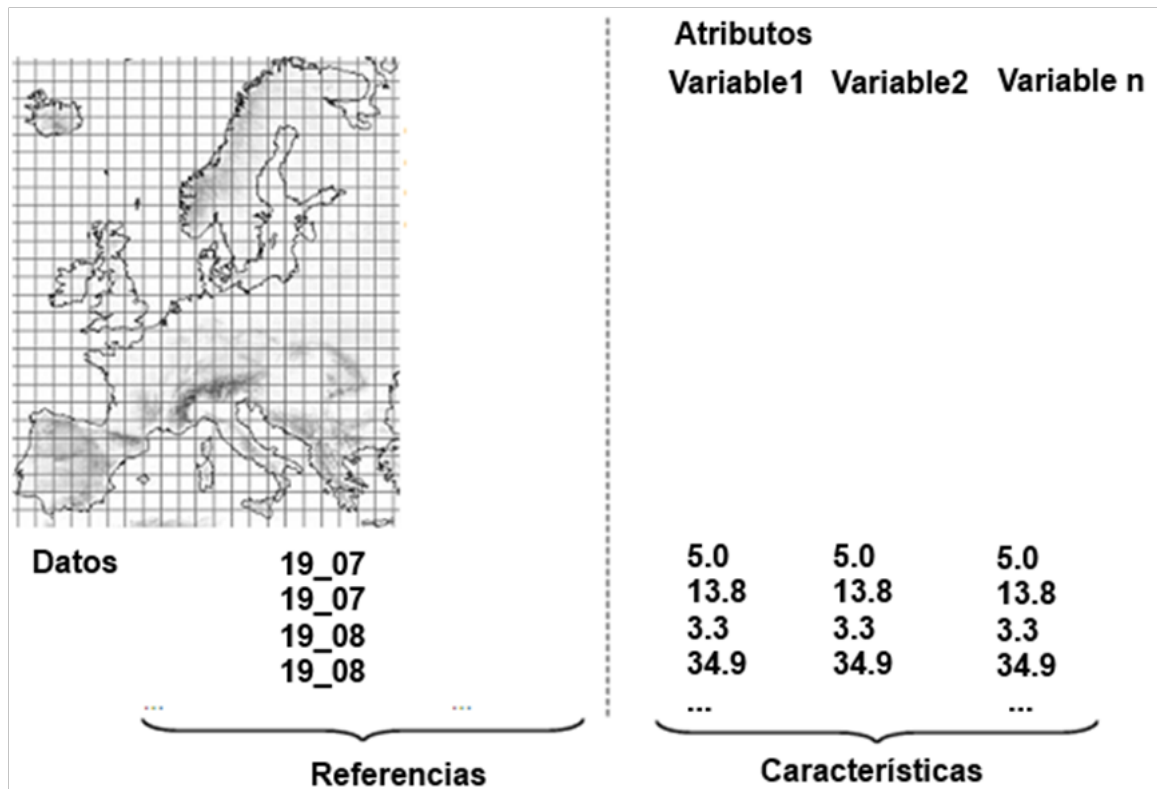 Atributos
Variable1 Variable2 Variable n
Datos 19_07 5.0 5.0 5.0
19_07 13.8 13.8 13.8
19_08 3.3 3.3 3.3
19_08 34.9 34.9 34.9
... ... ... ...
Referencias Características